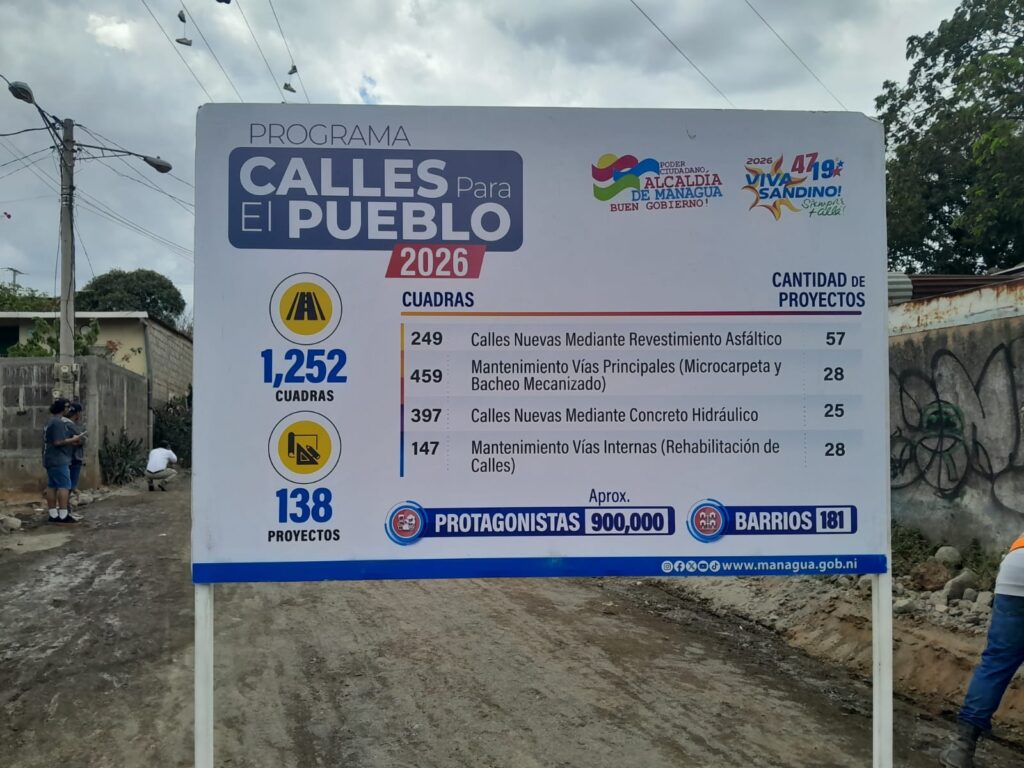 PROGRAMA
CALLES Para
El PUEBLO
2026
PODER
CIUDADANO,
ALCALDÍA
DE MANAGUA
BUEN GOBIERNO!
2026 47/19
VIVA
SANDINO!
Siempre
+ allá!
1,252
CUADRAS
138
PROYECTOS
CUADRAS
CANTIDAD DE
PROYECTOS
249 Calles Nuevas Mediante Revestimiento Asfáltico 57
459 Mantenimiento Vías Principales (Microcarpeta y
Bacheo Mecanizado) 28
397 Calles Nuevas Mediante Concreto Hidráulico 25
147 Mantenimiento Vías Internas (Rehabilitación de
Calles) 28
Aprox.
PROTAGONISTAS 900,000
BARRIOS 181
www.managua.gob.ni